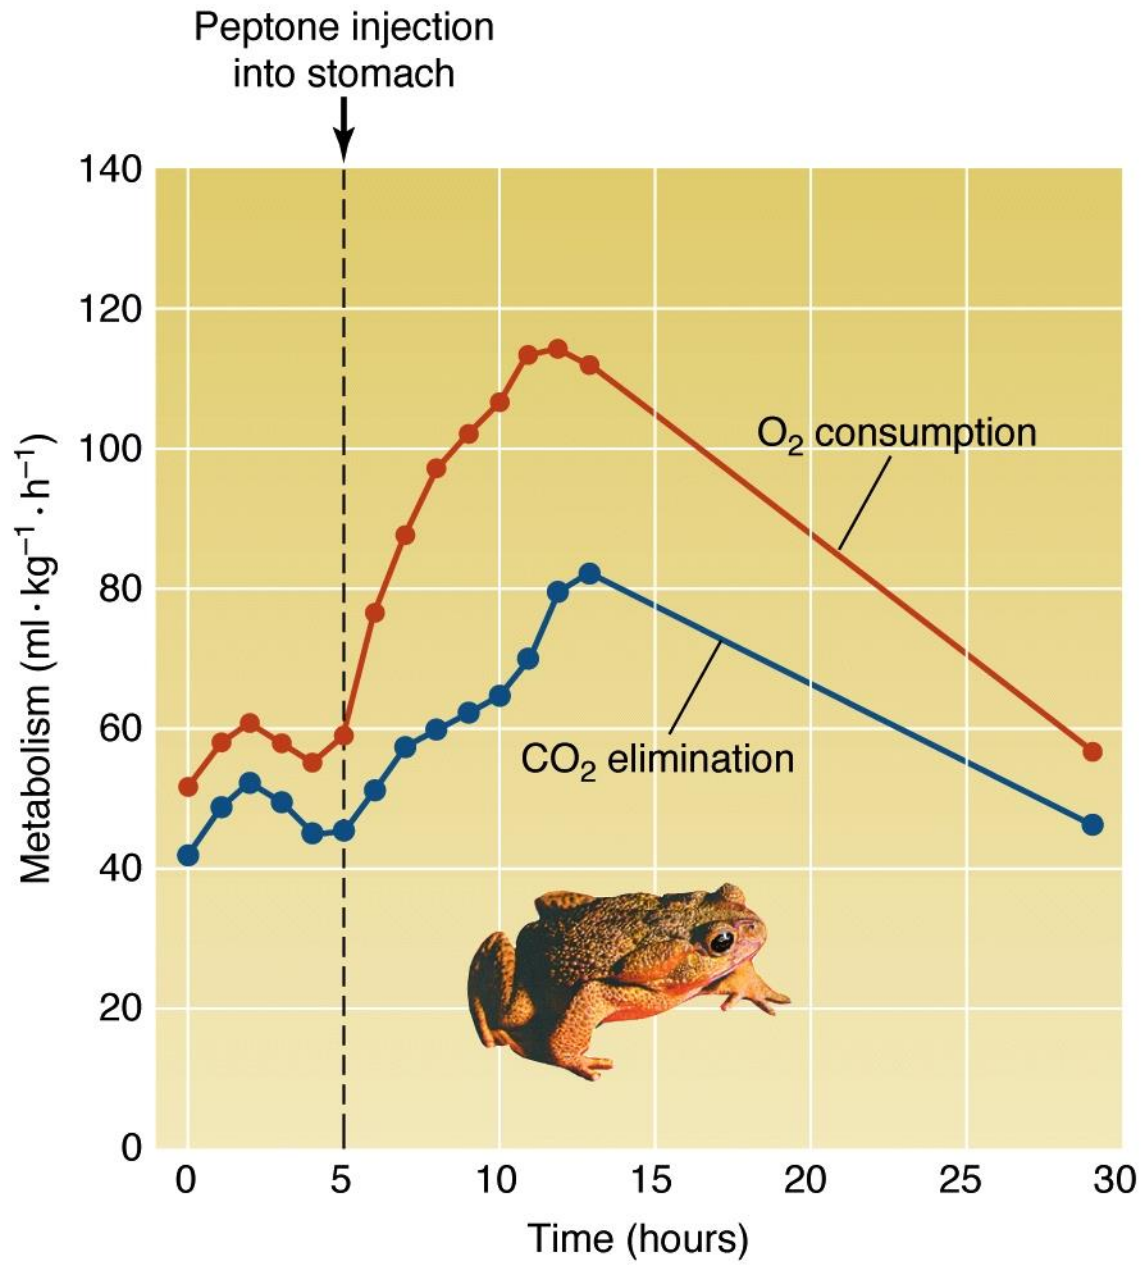 Peptone injection
into stomach
140
120
100
80
60
40
20
0
Metabolism (ml·kg⁻¹·h⁻¹)
O₂ consumption
CO₂ elimination
0 5 10 15 20 25 30
Time (hours)